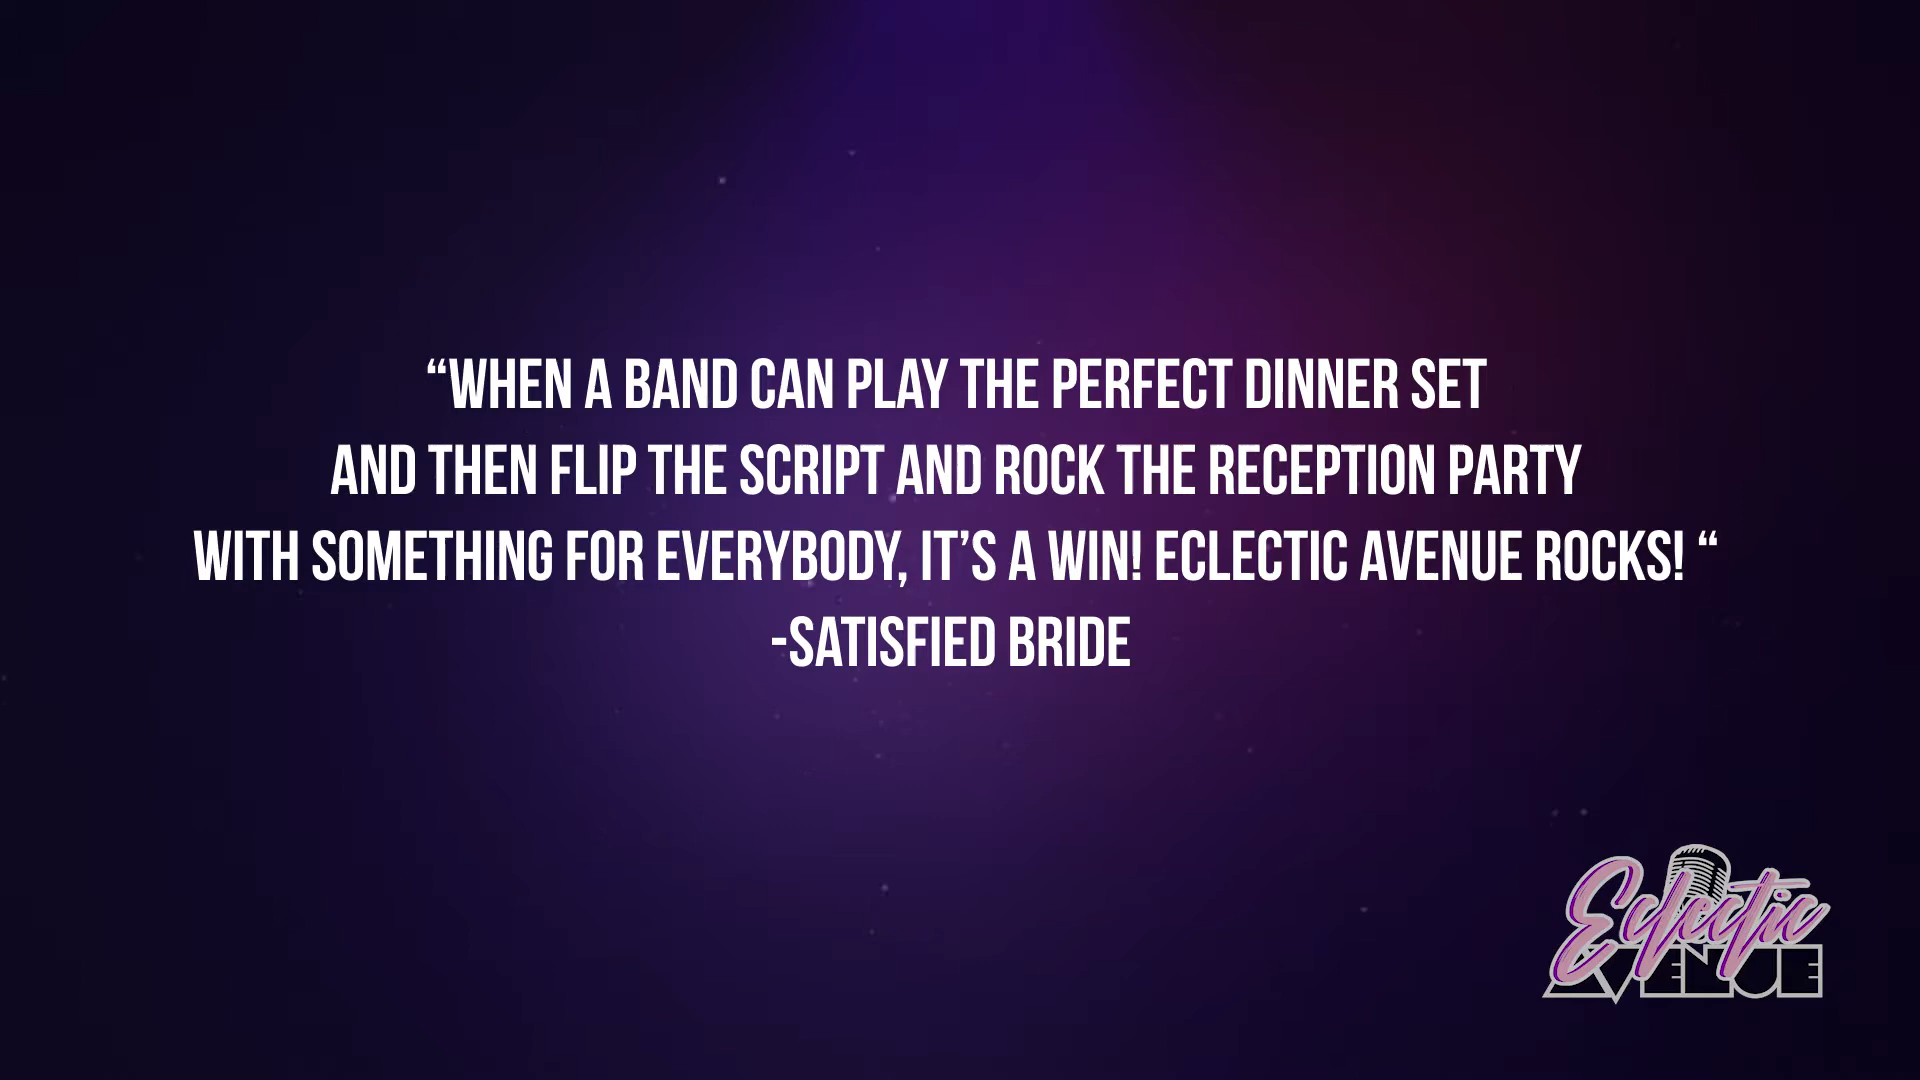 “WHEN A BAND CAN PLAY THE PERFECT DINNER SET
AND THEN FLIP THE SCRIPT AND ROCK THE RECEPTION PARTY
WITH SOMETHING FOR EVERYBODY, IT’S A WIN! ECLECTIC AVENUE ROCKS! “
-SATISFIED BRIDE
Eclectic
AVENUE